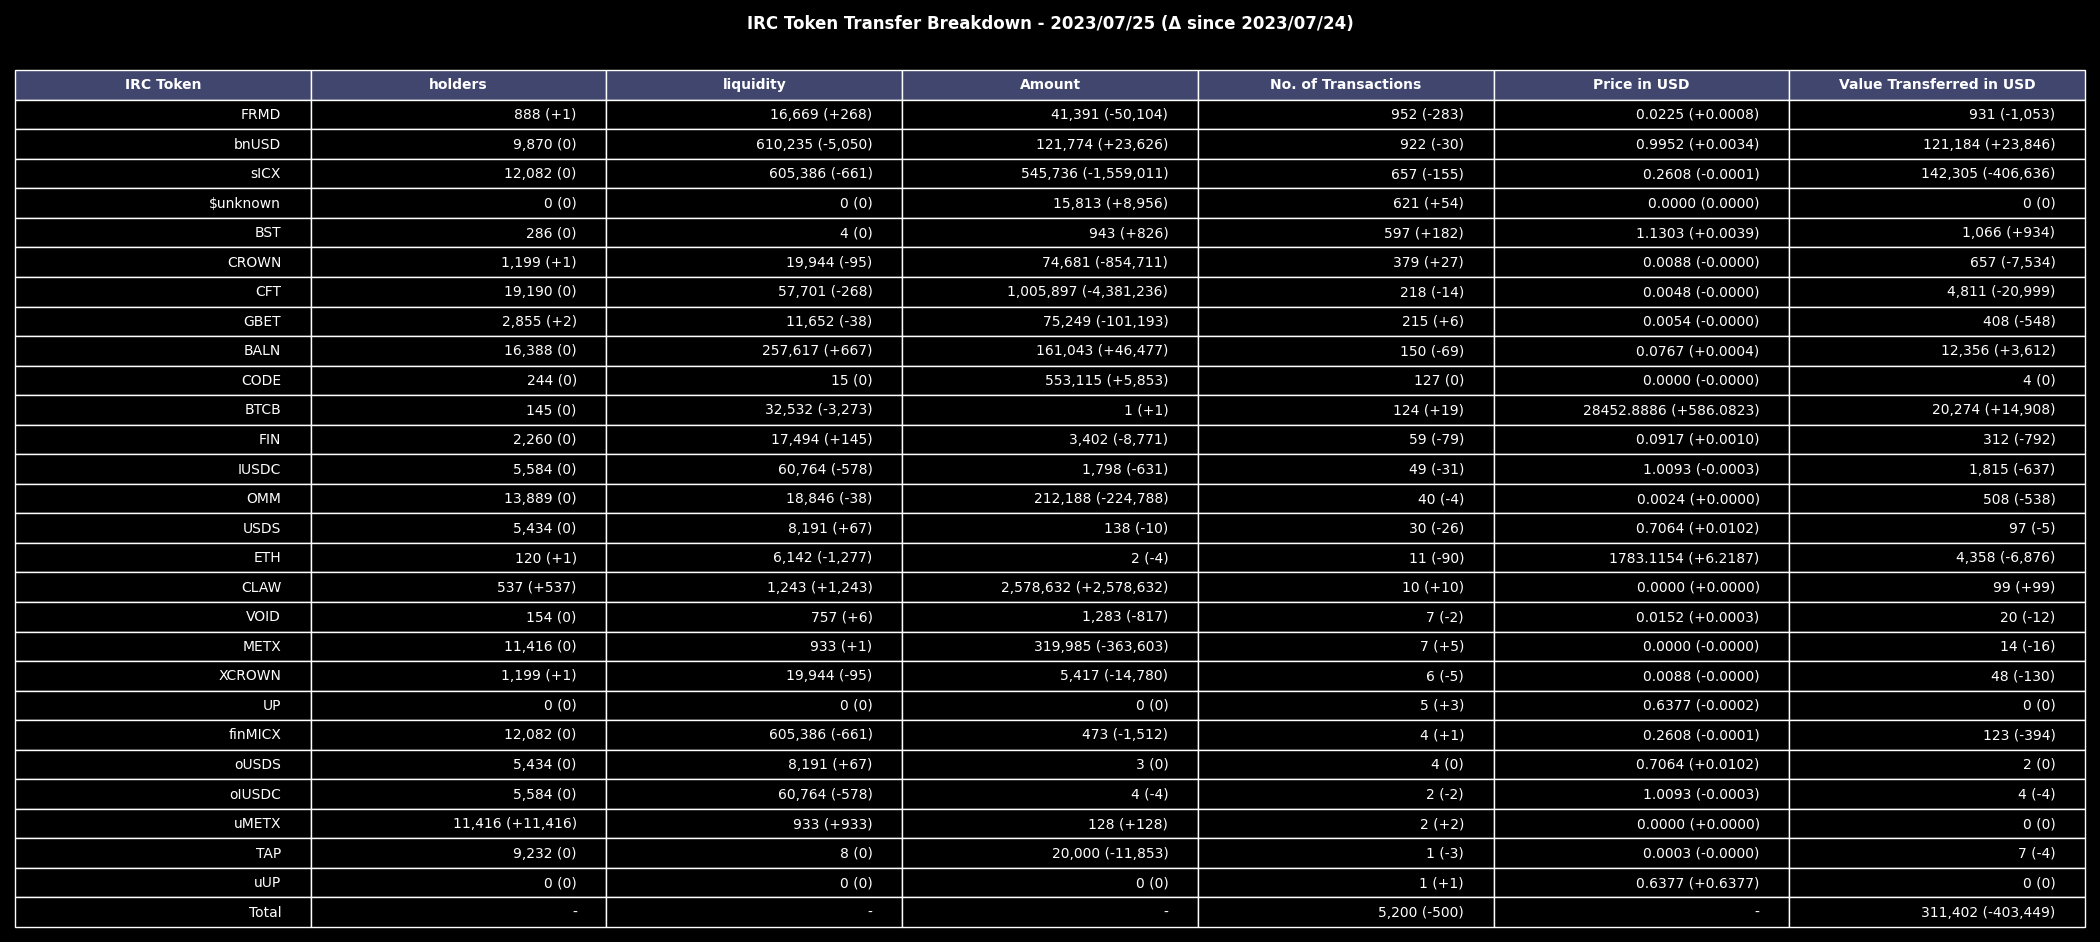 IRC Token Transfer Breakdown - 2023/07/25 (Δ since 2023/07/24)
IRC Token holders liquidity Amount No. of Transactions Price in USD Value Transferred in USD
FRMD 888 (+1) 16,669 (+268) 41,391 (-50,104) 952 (-283) 0.0225 (+0.0008) 931 (-1,053)
bnUSD 9,870 (0) 610,235 (-5,050) 121,774 (+23,626) 922 (-30) 0.9952 (+0.0034) 121,184 (+23,846)
sICX 12,082 (0) 605,386 (-661) 545,736 (-1,559,011) 657 (-155) 0.2608 (-0.0001) 142,305 (-406,636)
$unknown 0 (0) 0 (0) 15,813 (+8,956) 621 (+54) 0.0000 (0.0000) 0 (0)
BST 286 (0) 4 (0) 943 (+826) 597 (+182) 1.1303 (+0.0039) 1,066 (+934)
CROWN 1,199 (+1) 19,944 (-95) 74,681 (-854,711) 379 (+27) 0.0088 (-0.0000) 657 (-7,534)
CFT 19,190 (0) 57,701 (-268) 1,005,897 (-4,381,236) 218 (-14) 0.0048 (-0.0000) 4,811 (-20,999)
GBET 2,855 (+2) 11,652 (-38) 75,249 (-101,193) 215 (+6) 0.0054 (-0.0000) 408 (-548)
BALN 16,388 (0) 257,617 (+667) 161,043 (+46,477) 150 (-69) 0.0767 (+0.0004) 12,356 (+3,612)
CODE 244 (0) 15 (0) 553,115 (+5,853) 127 (0) 0.0000 (-0.0000) 4 (0)
BTCB 145 (0) 32,532 (-3,273) 1 (+1) 124 (+19) 28452.8886 (+586.0823) 20,274 (+14,908)
FIN 2,260 (0) 17,494 (+145) 3,402 (-8,771) 59 (-79) 0.0917 (+0.0010) 312 (-792)
IUSDC 5,584 (0) 60,764 (-578) 1,798 (-631) 49 (-31) 1.0093 (-0.0003) 1,815 (-637)
OMM 13,889 (0) 18,846 (-38) 212,188 (-224,788) 40 (-4) 0.0024 (+0.0000) 508 (-538)
USDS 5,434 (0) 8,191 (+67) 138 (-10) 30 (-26) 0.7064 (+0.0102) 97 (-5)
ETH 120 (+1) 6,142 (-1,277) 2 (-4) 11 (-90) 1783.1154 (+6.2187) 4,358 (-6,876)
CLAW 537 (+537) 1,243 (+1,243) 2,578,632 (+2,578,632) 10 (+10) 0.0000 (+0.0000) 99 (+99)
VOID 154 (0) 757 (+6) 1,283 (-817) 7 (-2) 0.0152 (+0.0003) 20 (-12)
METX 11,416 (0) 933 (+1) 319,985 (-363,603) 7 (+5) 0.0000 (-0.0000) 14 (-16)
XCROWN 1,199 (+1) 19,944 (-95) 5,417 (-14,780) 6 (-5) 0.0088 (-0.0000) 48 (-130)
UP 0 (0) 0 (0) 0 (0) 5 (+3) 0.6377 (-0.0002) 0 (0)
finMICX 12,082 (0) 605,386 (-661) 473 (-1,512) 4 (+1) 0.2608 (-0.0001) 123 (-394)
oUSDS 5,434 (0) 8,191 (+67) 3 (0) 4 (0) 0.7064 (+0.0102) 2 (0)
oIUSDC 5,584 (0) 60,764 (-578) 4 (-4) 2 (-2) 1.0093 (-0.0003) 4 (-4)
uMETX 11,416 (+11,416) 933 (+933) 128 (+128) 2 (+2) 0.0000 (+0.0000) 0 (0)
TAP 9,232 (0) 8 (0) 20,000 (-11,853) 1 (-3) 0.0003 (-0.0000) 7 (-4)
uUP 0 (0) 0 (0) 0 (0) 1 (+1) 0.6377 (+0.6377) 0 (0)
Total - - - 5,200 (-500) - 311,402 (-403,449)